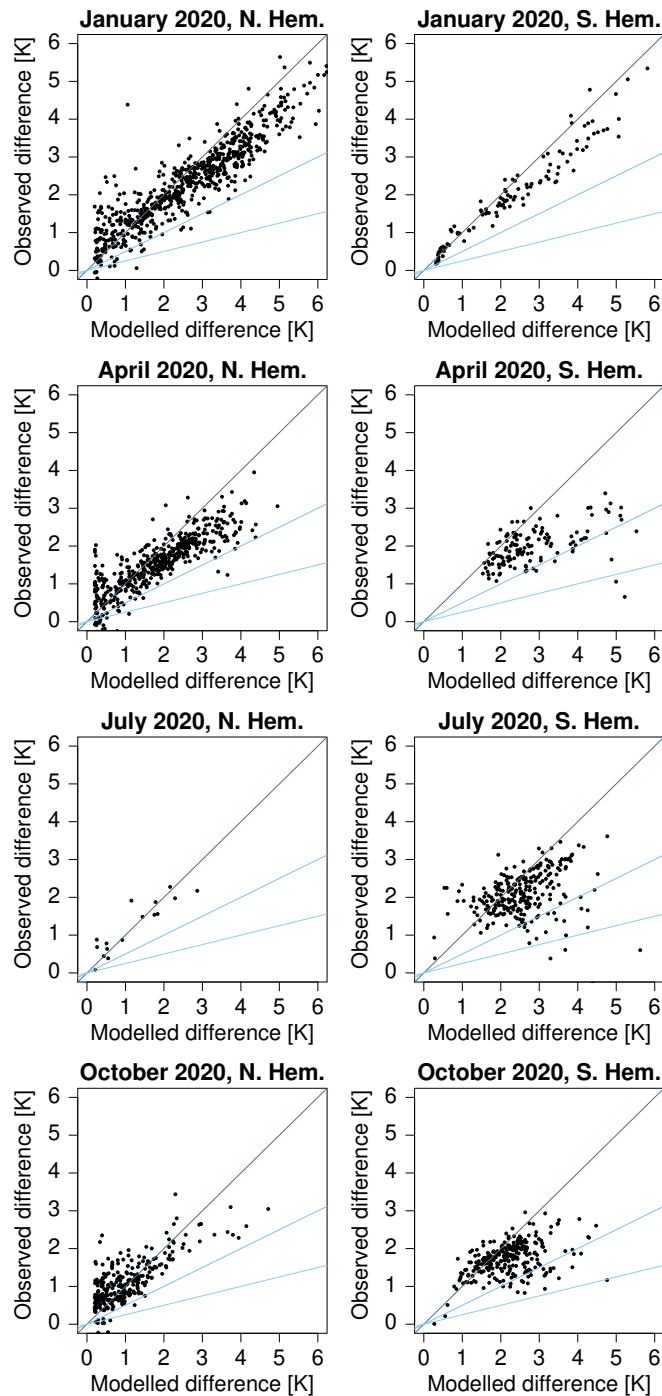 January 2020, N. Hem.
January 2020, S. Hem.
Observed difference [K]
6
5
4
3
2
1
0
0 1 2 3 4 5 6
Modelled difference [K]
Observed difference [K]
6
5
4
3
2
1
0
0 1 2 3 4 5 6
Modelled difference [K]
April 2020, N. Hem.
April 2020, S. Hem.
Observed difference [K]
6
5
4
3
2
1
0
0 1 2 3 4 5 6
Modelled difference [K]
Observed difference [K]
6
5
4
3
2
1
0
0 1 2 3 4 5 6
Modelled difference [K]
July 2020, N. Hem.
July 2020, S. Hem.
Observed difference [K]
6
5
4
3
2
1
0
0 1 2 3 4 5 6
Modelled difference [K]
Observed difference [K]
6
5
4
3
2
1
0
0 1 2 3 4 5 6
Modelled difference [K]
October 2020, N. Hem.
October 2020, S. Hem.
Observed difference [K]
6
5
4
3
2
1
0
0 1 2 3 4 5 6
Modelled difference [K]
Observed difference [K]
6
5
4
3
2
1
0
0 1 2 3 4 5 6
Modelled difference [K]